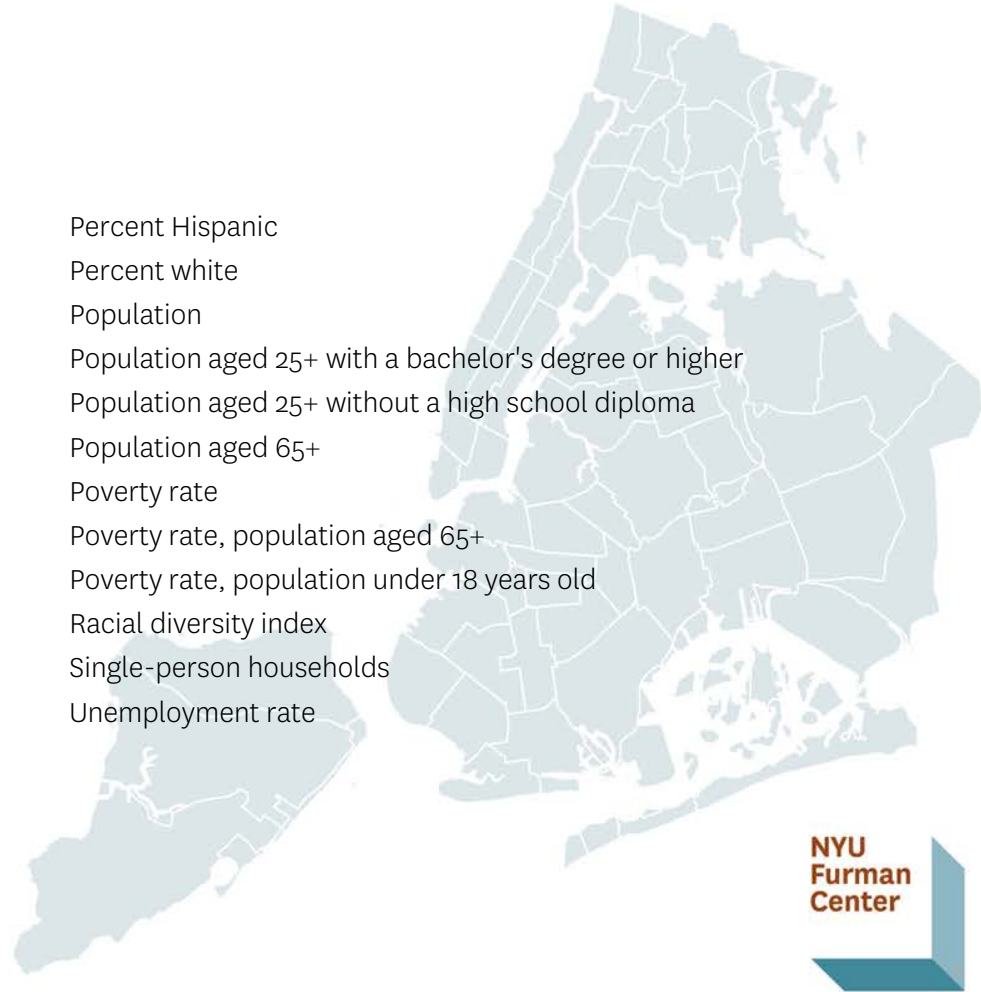 Percent Hispanic
Percent white
Population
Population aged 25+ with a bachelor's degree or higher
Population aged 25+ without a high school diploma
Population aged 65+
Poverty rate
Poverty rate, population aged 65+
Poverty rate, population under 18 years old
Racial diversity index
Single-person households
Unemployment rate
NYU
Furman
Center